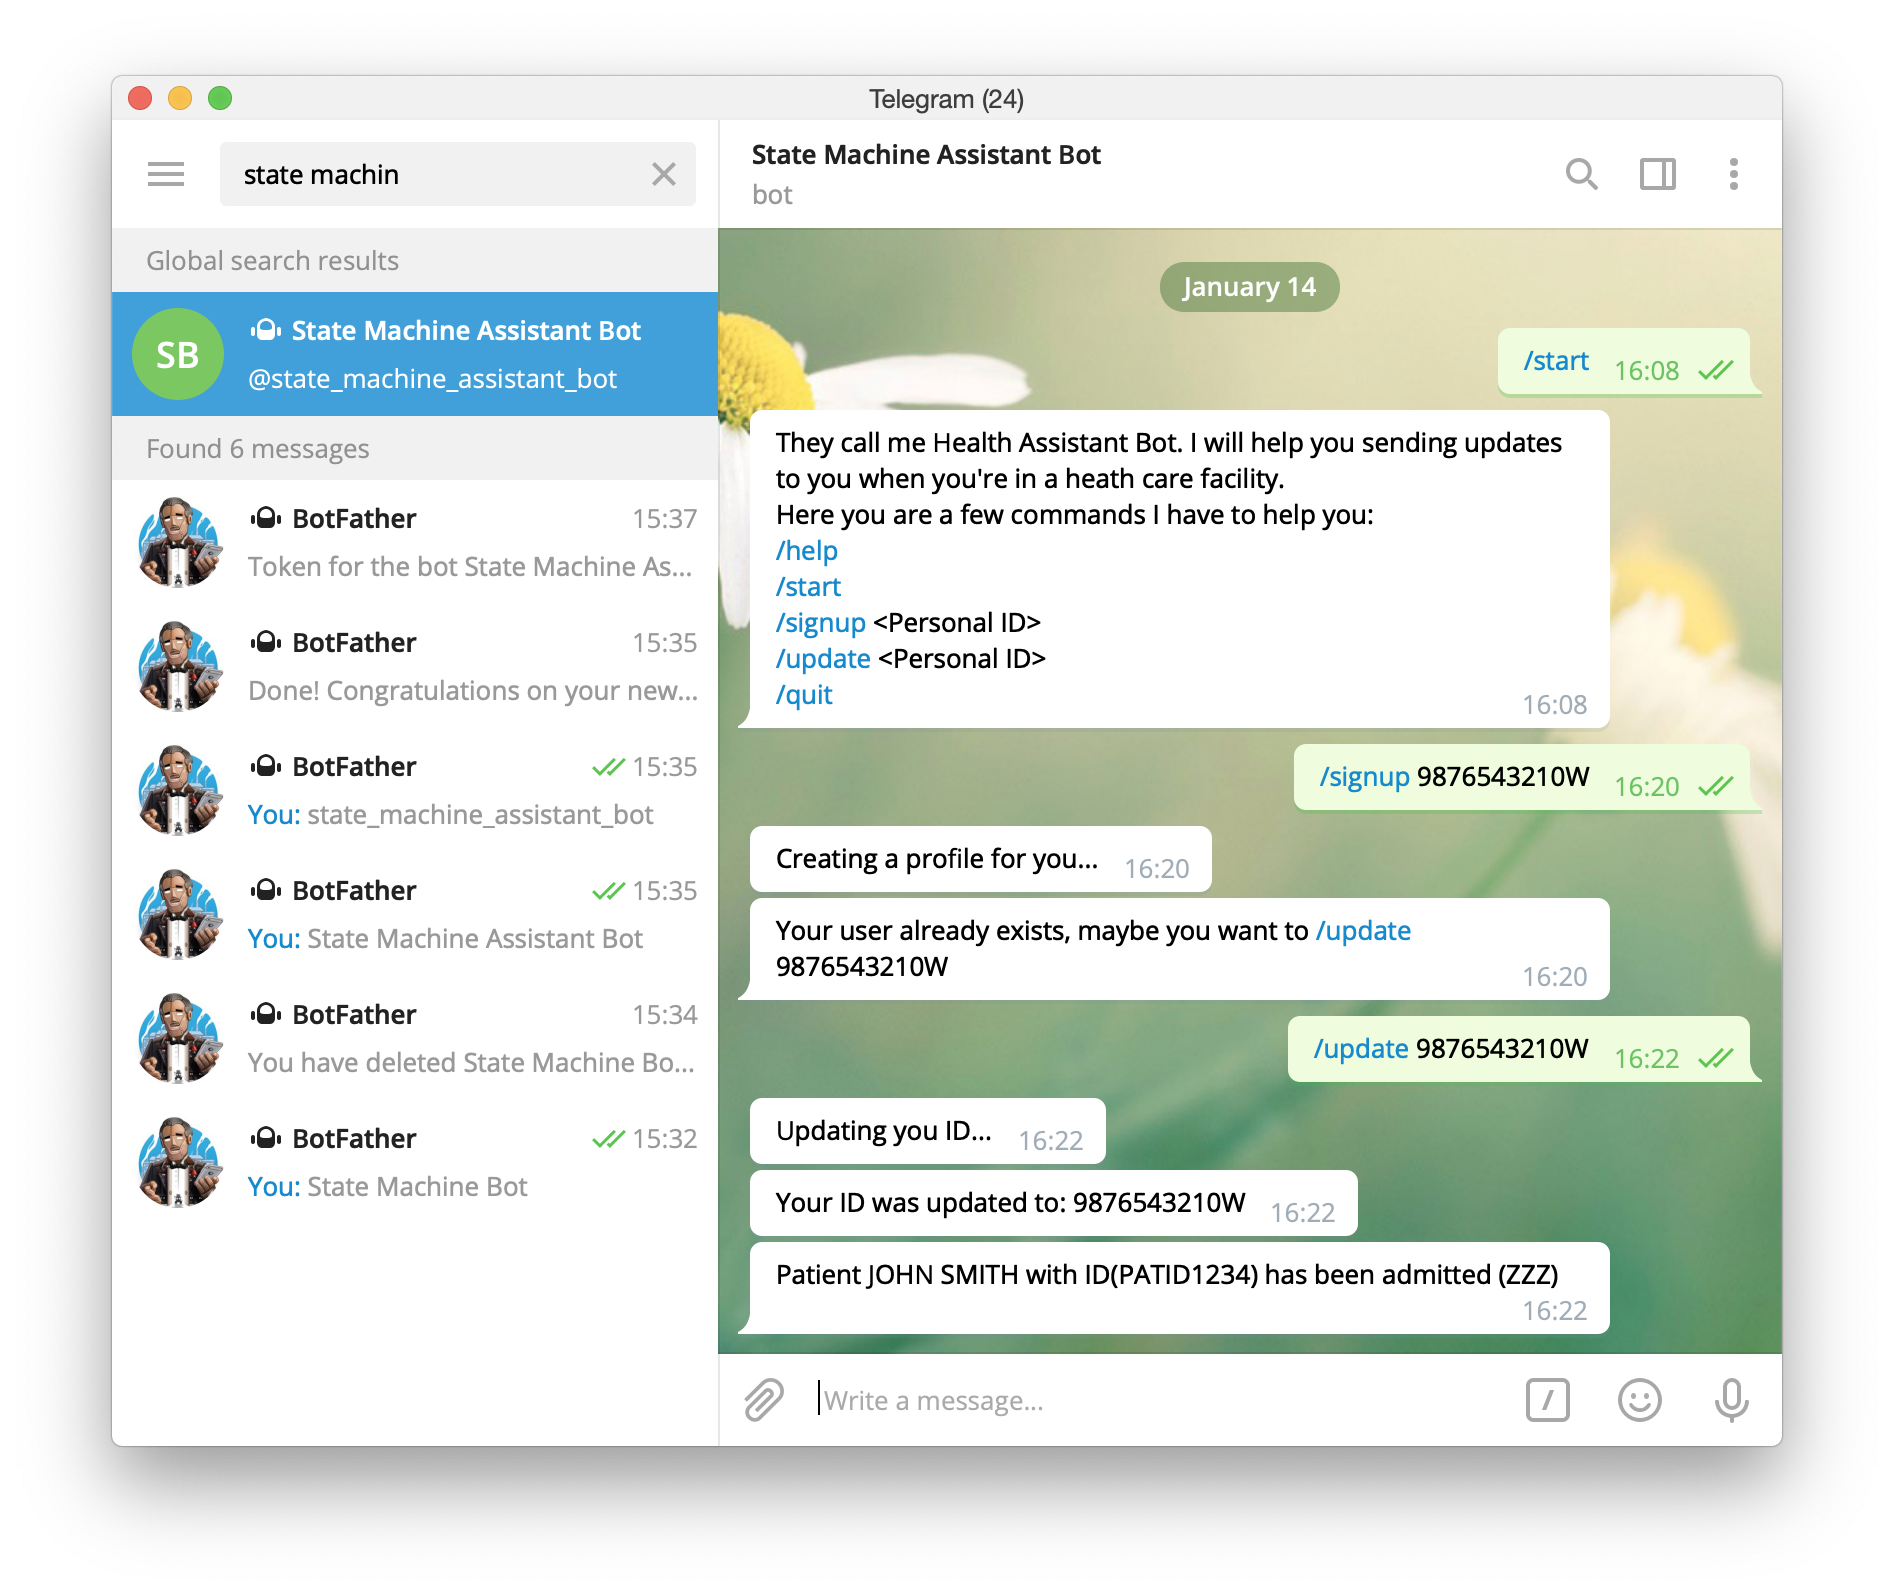 Telegram (24)
state machin
Global search results
SB
State Machine Assistant Bot
@state_machine_assistant_bot
Found 6 messages
BotFather 15:37
Token for the bot State Machine As...
BotFather 15:35
Done! Congratulations on your new...
BotFather 15:35
You: state_machine_assistant_bot
BotFather 15:35
You: State Machine Assistant Bot
BotFather 15:34
You have deleted State Machine Bo...
BotFather 15:32
You: State Machine Bot
State Machine Assistant Bot
bot
January 14
/start 16:08
They call me Health Assistant Bot. I will help you sending updates
to you when you're in a heath care facility.
Here you are a few commands I have to help you:
/help
/start
/signup <Personal ID>
/update <Personal ID>
/quit
16:08
/signup 9876543210W 16:20
Creating a profile for you... 16:20
Your user already exists, maybe you want to /update
9876543210W
16:20
/update 9876543210W 16:22
Updating you ID... 16:22
Your ID was updated to: 9876543210W 16:22
Patient JOHN SMITH with ID(PATID1234) has been admitted (ZZZ)
16:22
Write a message...